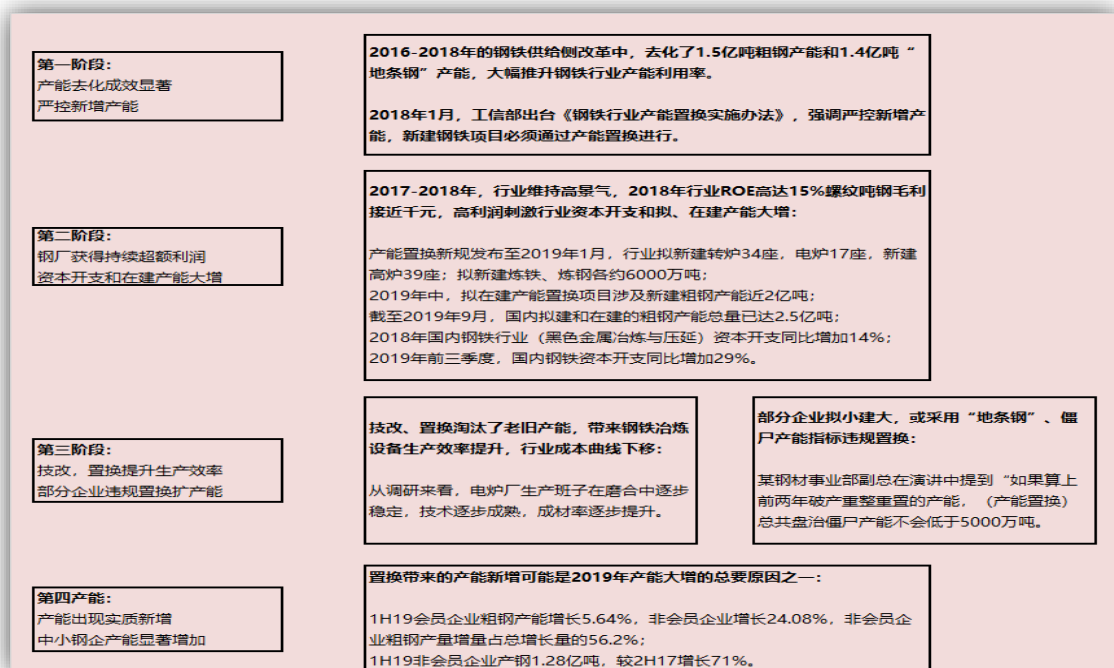 第一阶段：
产能去化成效显著
严控新增产能
2016-2018年的钢铁供给侧改革中，去化了1.5亿吨粗钢产能和1.4亿吨“
地条钢”产能，大幅推升钢铁行业产能利用率。
2018年1月，工信部出台《钢铁行业产能置换实施办法》，强调严控新增产
能，新建钢铁项目必须通过产能置换进行。
第二阶段：
钢厂获得持续超额利润
资本开支和在建产能大增
2017-2018年，行业维持高景气，2018年行业ROE高达15%螺纹吨钢毛利
接近千元，高利润刺激行业资本开支和拟、在建产能大增：
产能置换新规发布至2019年1月，行业拟新建转炉34座，电炉17座，新建
高炉39座；拟新建炼铁、炼钢各约6000万吨；
2019年中，拟在建产能置换项目涉及新建粗钢产能近2亿吨；
截至2019年9月，国内拟建和在建的粗钢产能总量已达2.5亿吨；
2018年国内钢铁行业（黑色金属冶炼与压延）资本开支同比增加14%；
2019年前三季度，国内钢铁资本开支同比增加29%。
第三阶段：
技改，置换提升生产效率
部分企业违规置换扩产能
技改、置换淘汰了老旧产能，带来钢铁冶炼
设备生产效率提升，行业成本曲线下移：
从调研来看，电炉厂生产班子在磨合中逐步
稳定，技术逐步成熟，成材率逐步提升。
部分企业拟小建大，或采用“地条钢”、僵
尸产能指标违规置换：
某钢材事业部副总在演讲中提到“如果算上
前两年破产重整重置的产能，（产能置换）
总共盘治僵尸产能不会低于5000万吨。
第四产能：
产能出现实质新增
中小钢企产能显著增加
置换带来的产能新增可能是2019年产能大增的总要原因之一：
1H19会员企业粗钢产能增长5.64%，非会员企业增长24.08%，非会员企
业粗钢产量增量占总增长量的56.2%；
1H19非会员企业产钢1.28亿吨，较2H17增长71%。